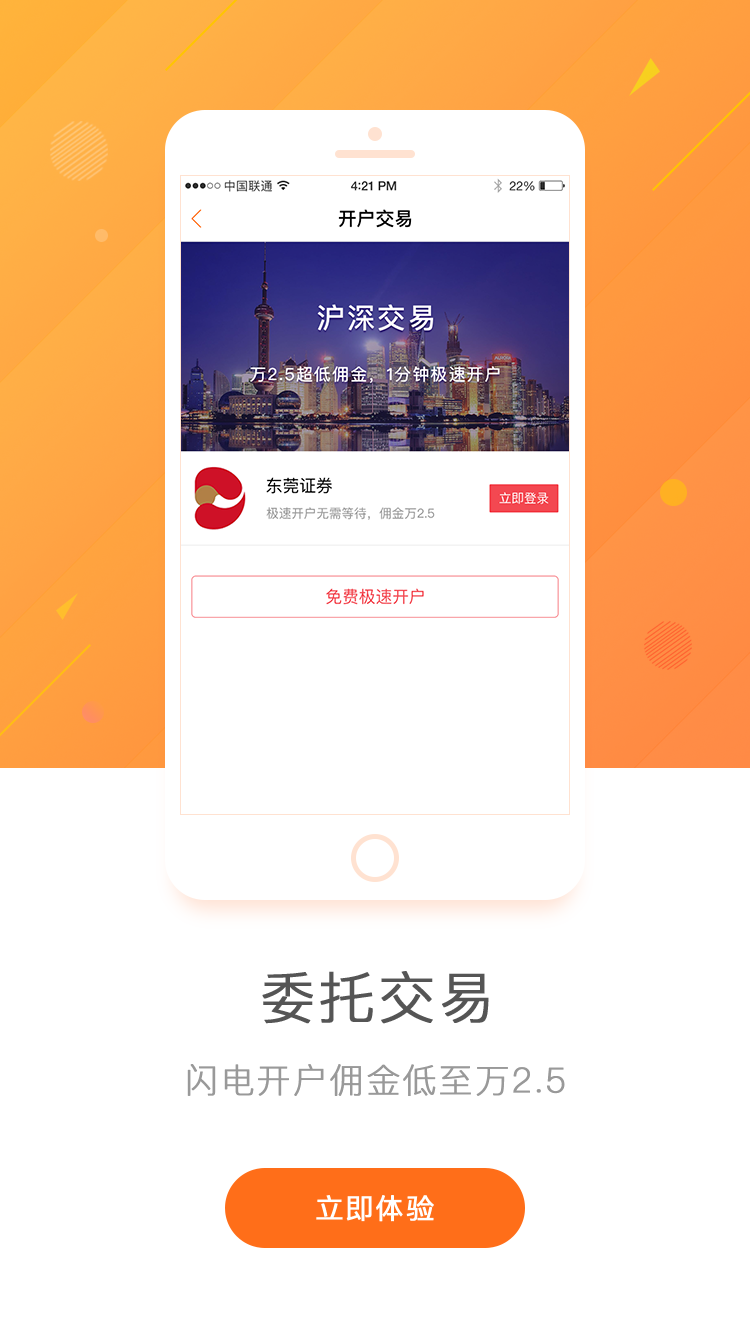 中国联通 4:21 PM 22%
开户交易
沪深交易
万2.5超低佣金，1分钟极速开户
东莞证券
极速开户无需等待，佣金万2.5
立即登录
免费极速开户
委托交易
闪电开户佣金低至万2.5
立即体验